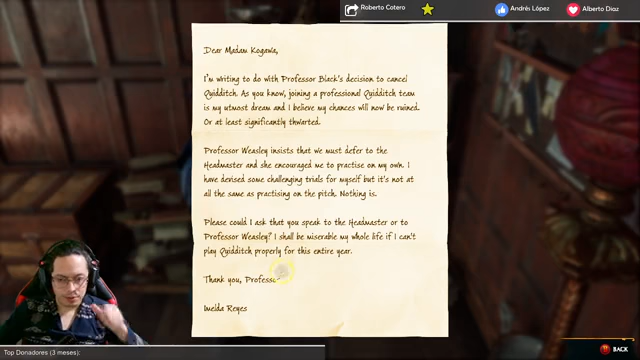 Roberto Cotero
Andrés López
Alberto Diaz
Dear Madam Kogawa,
I'm writing to do with Professor Black's decision to cancel
Quidditch. As you know, joining a professional Quidditch team
is my utmost dream and I believe my chances will now be ruined.
Or at least significantly thwarted.
Professor Weasley insists that we must defer to the
Headmaster and she encouraged me to practise on my own. I
have devised some challenging trials for myself but it's not at
all the same as practising on the pitch. Nothing is.
Please could I ask that you speak to the Headmaster or to
Professor Weasley? I shall be miserable my whole life if I can't
play Quidditch properly for this entire year.
Thank you, Professor
Imelda Reyes
Top Donadores (3 meses):
BACK